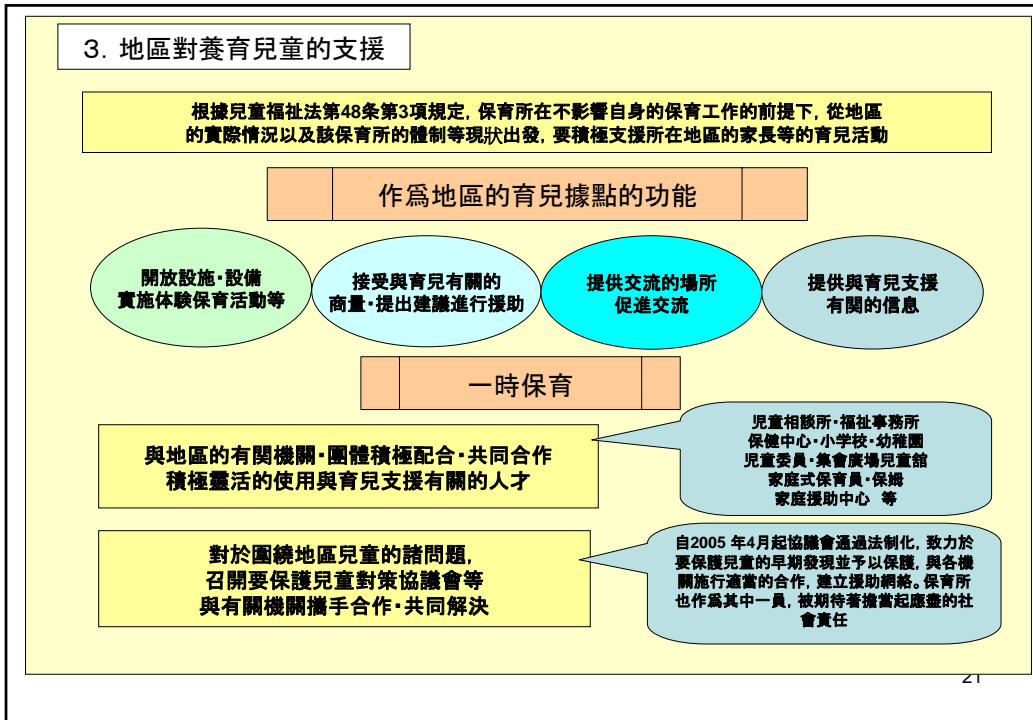 3．地區對養育兒童的支援
根據兒童福祉法第48条第3項規定，保育所在不影響自身的保育工作的前提下，從地區
的實際情況以及該保育所的體制等現狀出發，要積極支援所在地區的家長等的育兒活動
作爲地區的育兒據點的功能
開放設施・設備
實施体験保育活動等
接受與育兒有關的
商量・提出建議進行援助
提供交流的場所
促進交流
提供與育兒支援
有関的信息
一時保育
與地區的有関機關・團體積極配合・共同合作
積極靈活的使用與育兒支援有關的人才
児童相談所・福祉事務所
保健中心・小学校・幼稚園
児童委員・集會廣場兒童舘
家庭式保育員・保姆
家庭援助中心 等
對於圍繞地區兒童的諸問題，
召開要保護兒童對策協議會等
與有關機關攜手合作・共同解決
自2005 年4月起協議會通過法制化，致力於
要保護兒童的早期發現並予以保護，與各機
關施行適當的合作，建立援助網絡。保育所
也作爲其中一員，被期待著擔當起應盡的社
會責任
21